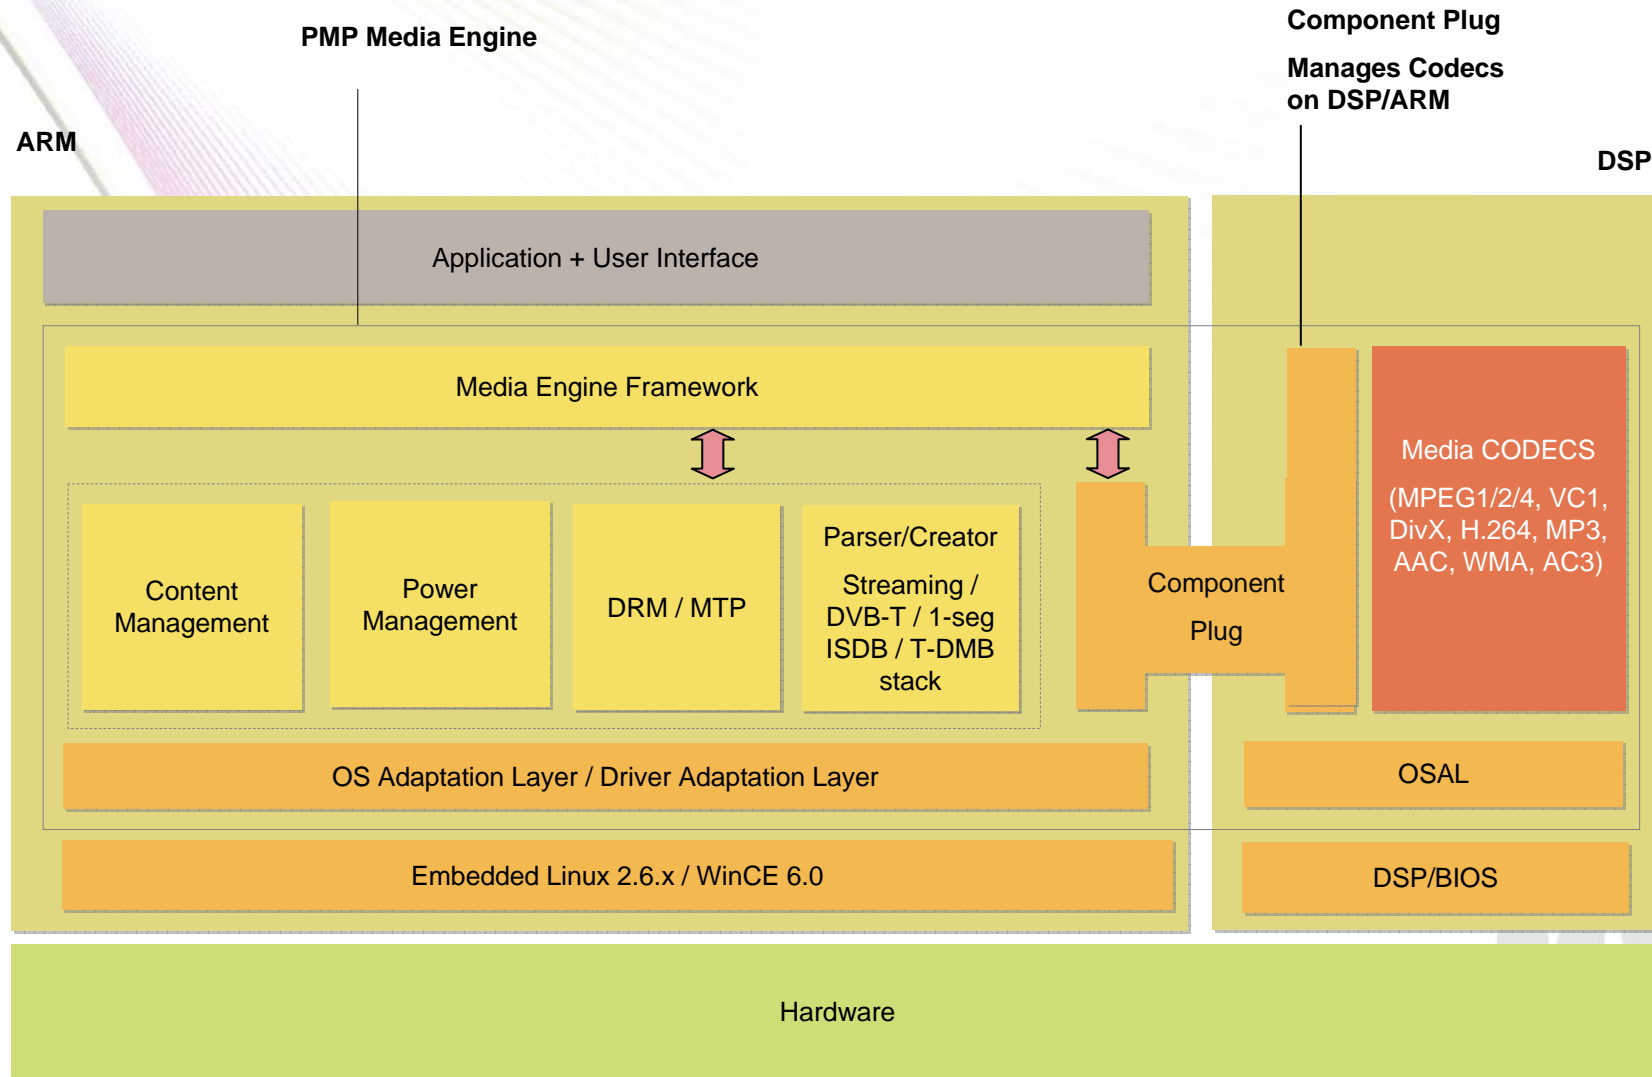 PMP Media Engine
Component Plug
Manages Codecs
on DSP/ARM
ARM
DSP
Application + User Interface
Media Engine Framework
Content
Management
Power
Management
DRM / MTP
Parser/Creator
Streaming /
DVB-T / 1-seg
ISDB / T-DMB
stack
Component
Plug
Media CODECS
(MPEG1/2/4, VC1,
DivX, H.264, MP3,
AAC, WMA, AC3)
OS Adaptation Layer / Driver Adaptation Layer
OSAL
Embedded Linux 2.6.x / WinCE 6.0
DSP/BIOS
Hardware